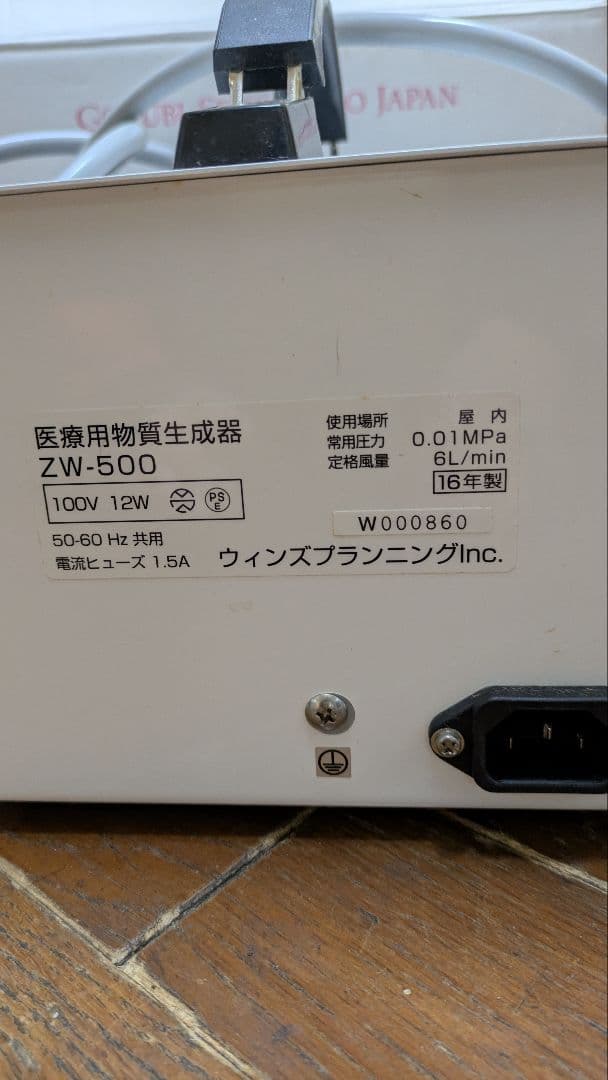 JAPAN
医療用物質生成器
ZW-500
100V 12W
PS
E
50-60 Hz 共用
電流ヒューズ 1.5A
使用場所 屋 内
常用圧力 0.01MPa
定格風量 6L/min
16年製
W000860
ウィンズプランニングInc.